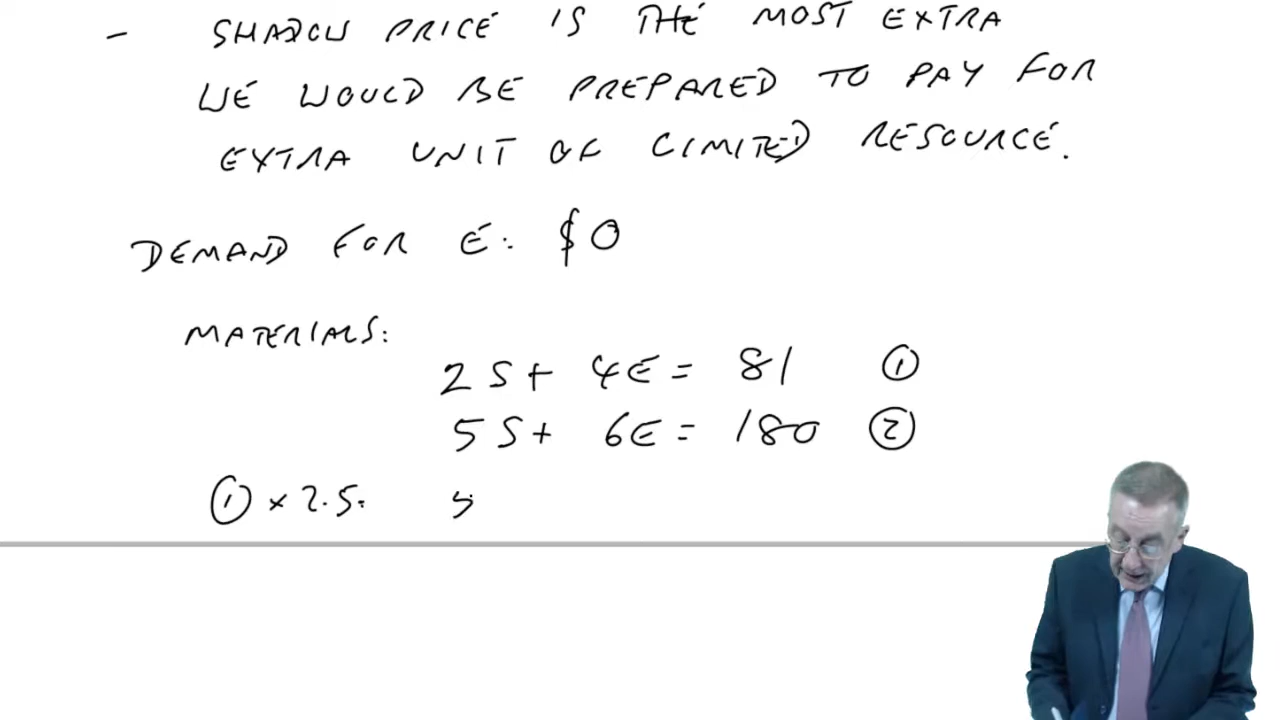 - SHADOW PRICE IS THE MOST EXTRA
WE WOULD BE PREPARED TO PAY FOR
EXTRA UNIT OF LIMITED RESOURCE.
DEMAND FOR E: $0
MATERIALS:
2S + 4E = 81 ①
5S + 6E = 180 ②
① × 2.5: 5